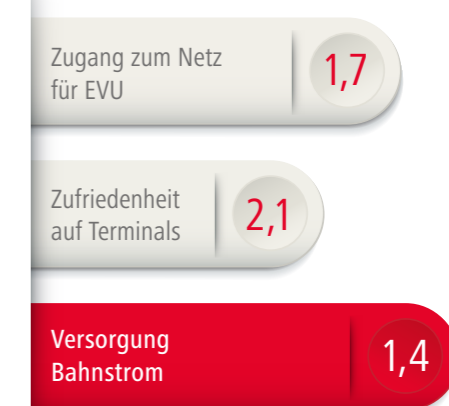 Zugang zum Netz
für EVU
1,7
Zufriedenheit
auf Terminals
2,1
Versorgung
Bahnstrom
1,4